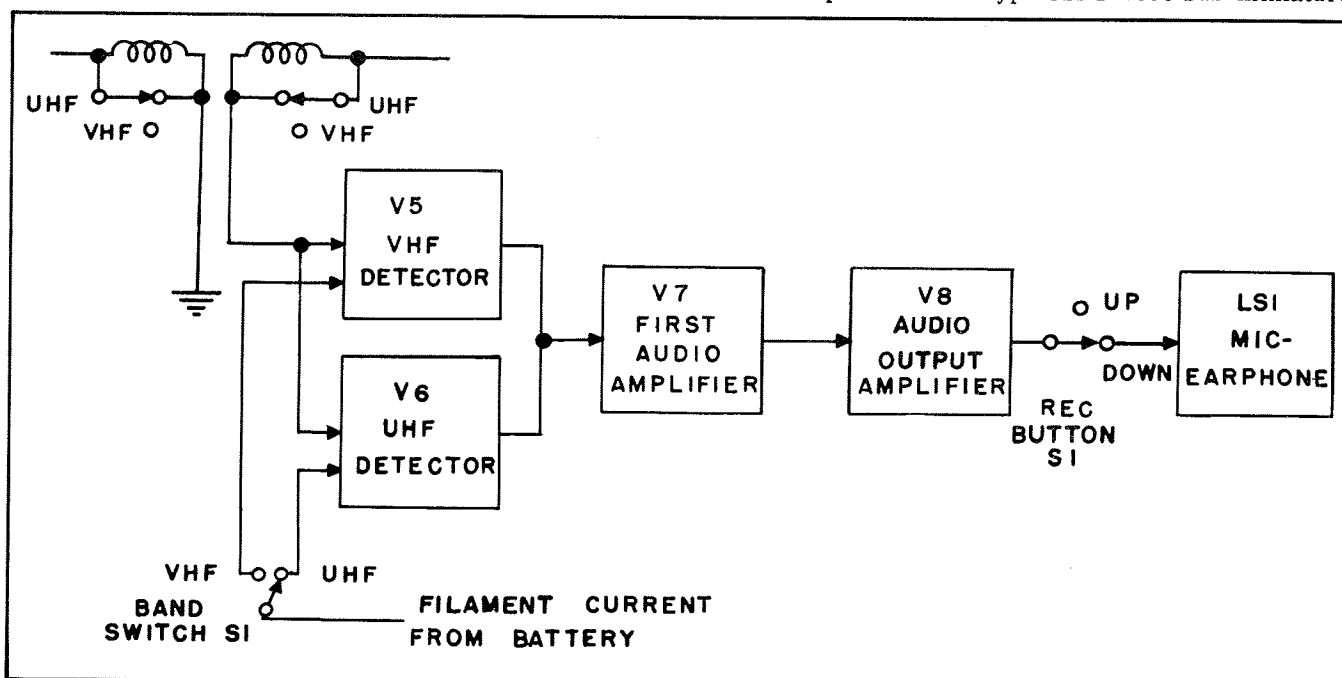 UHF
VHF
UHF
VHF
V5
VHF
DETECTOR
V6
UHF
DETECTOR
V7
FIRST
AUDIO
AMPLIFIER
V8
AUDIO
OUTPUT
AMPLIFIER
UP
DOWN
REC
BUTTON
S1
LS1
MIC-
EARPHONE
VHF
UHF
BAND
SWITCH S1
FILAMENT CURRENT
FROM BATTERY